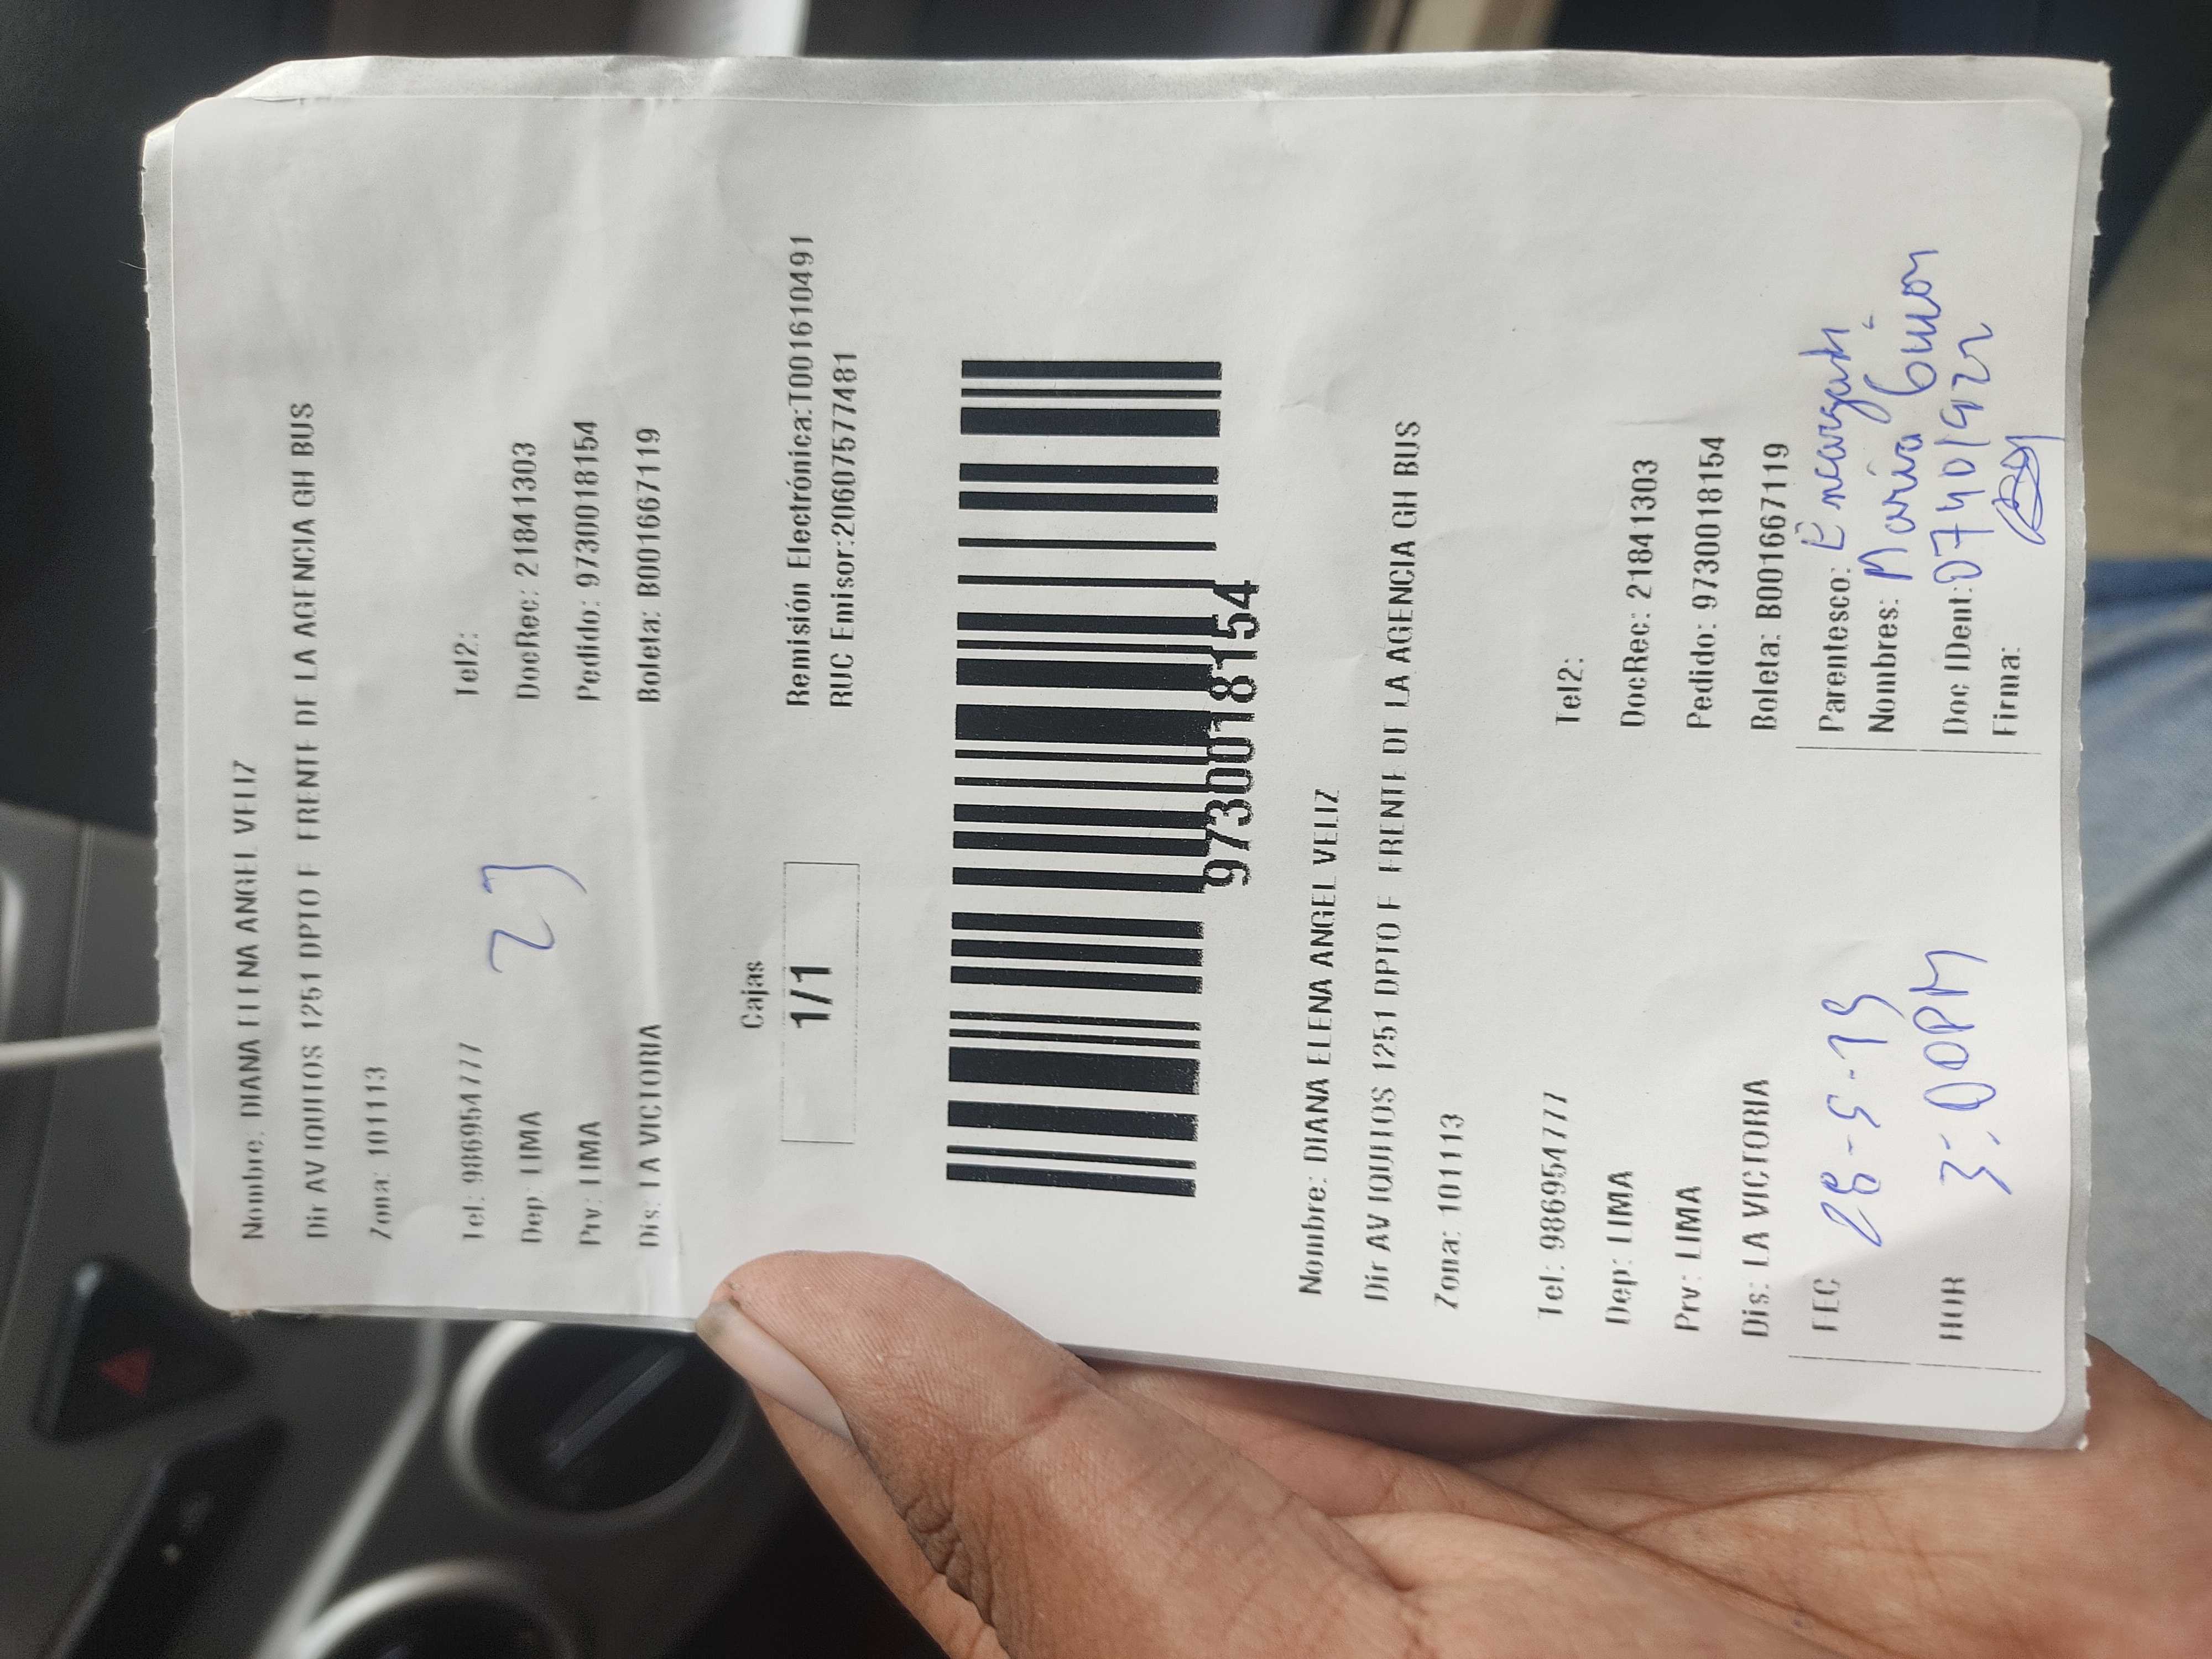 Nombre: DIANA ELENA ANGEL VELIZ
Dir AV IQUITOS 1251 DPTO F FRENTE DE LA AGENCIA GH BUS
Zona: 101113
Tel: 986954777 Tel2:
Dep: LIMA DocRec: 21841303
23
Prv: LIMA Pedido: 9730018154
Dis: LA VICTORIA Boleta: B001667119
Cajas
1/1
Remisión Electrónica:T001610491
RUC Emisor:20607577481
9730018154
Nombre: DIANA ELENA ANGEL VELIZ
Dir AV IQUITOS 1251 DPTO F FRENTE DE LA AGENCIA GH BUS
Zona: 101113
Tel: 986954777 Tel2:
Dep: LIMA DocRec: 21841303
Prv: LIMA Pedido: 9730018154
Dis: LA VICTORIA Boleta: B001667119
FEC Parentesco: Encargada
Nombres: María
HOR 3:00PM Doc IDent:
Firma: